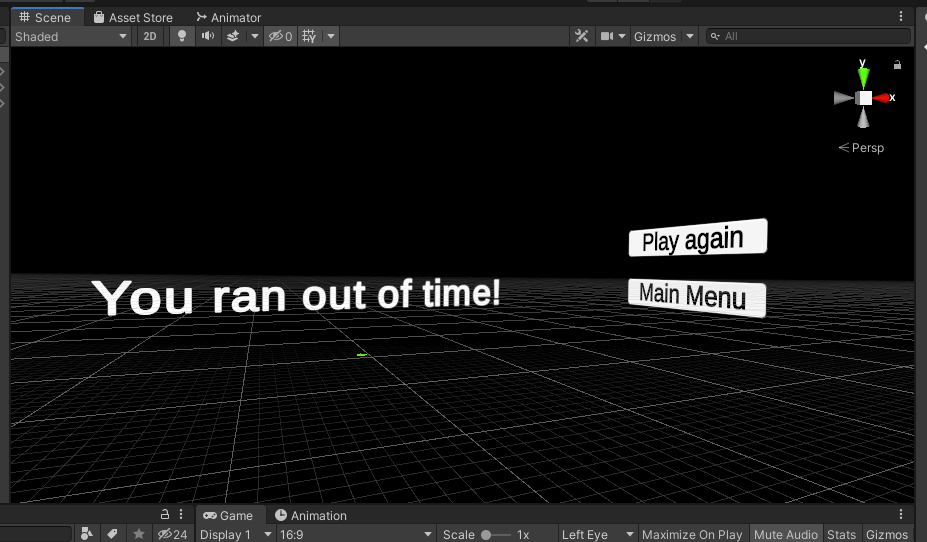 Scene Asset Store Animator
Shaded 2D 0 Gizmos All
y
x
Persp
Play again
You ran out of time!
Main Menu
Game Animation
24 Display 1 16:9 Scale 1x Left Eye Maximize On Play Mute Audio Stats Gizmos